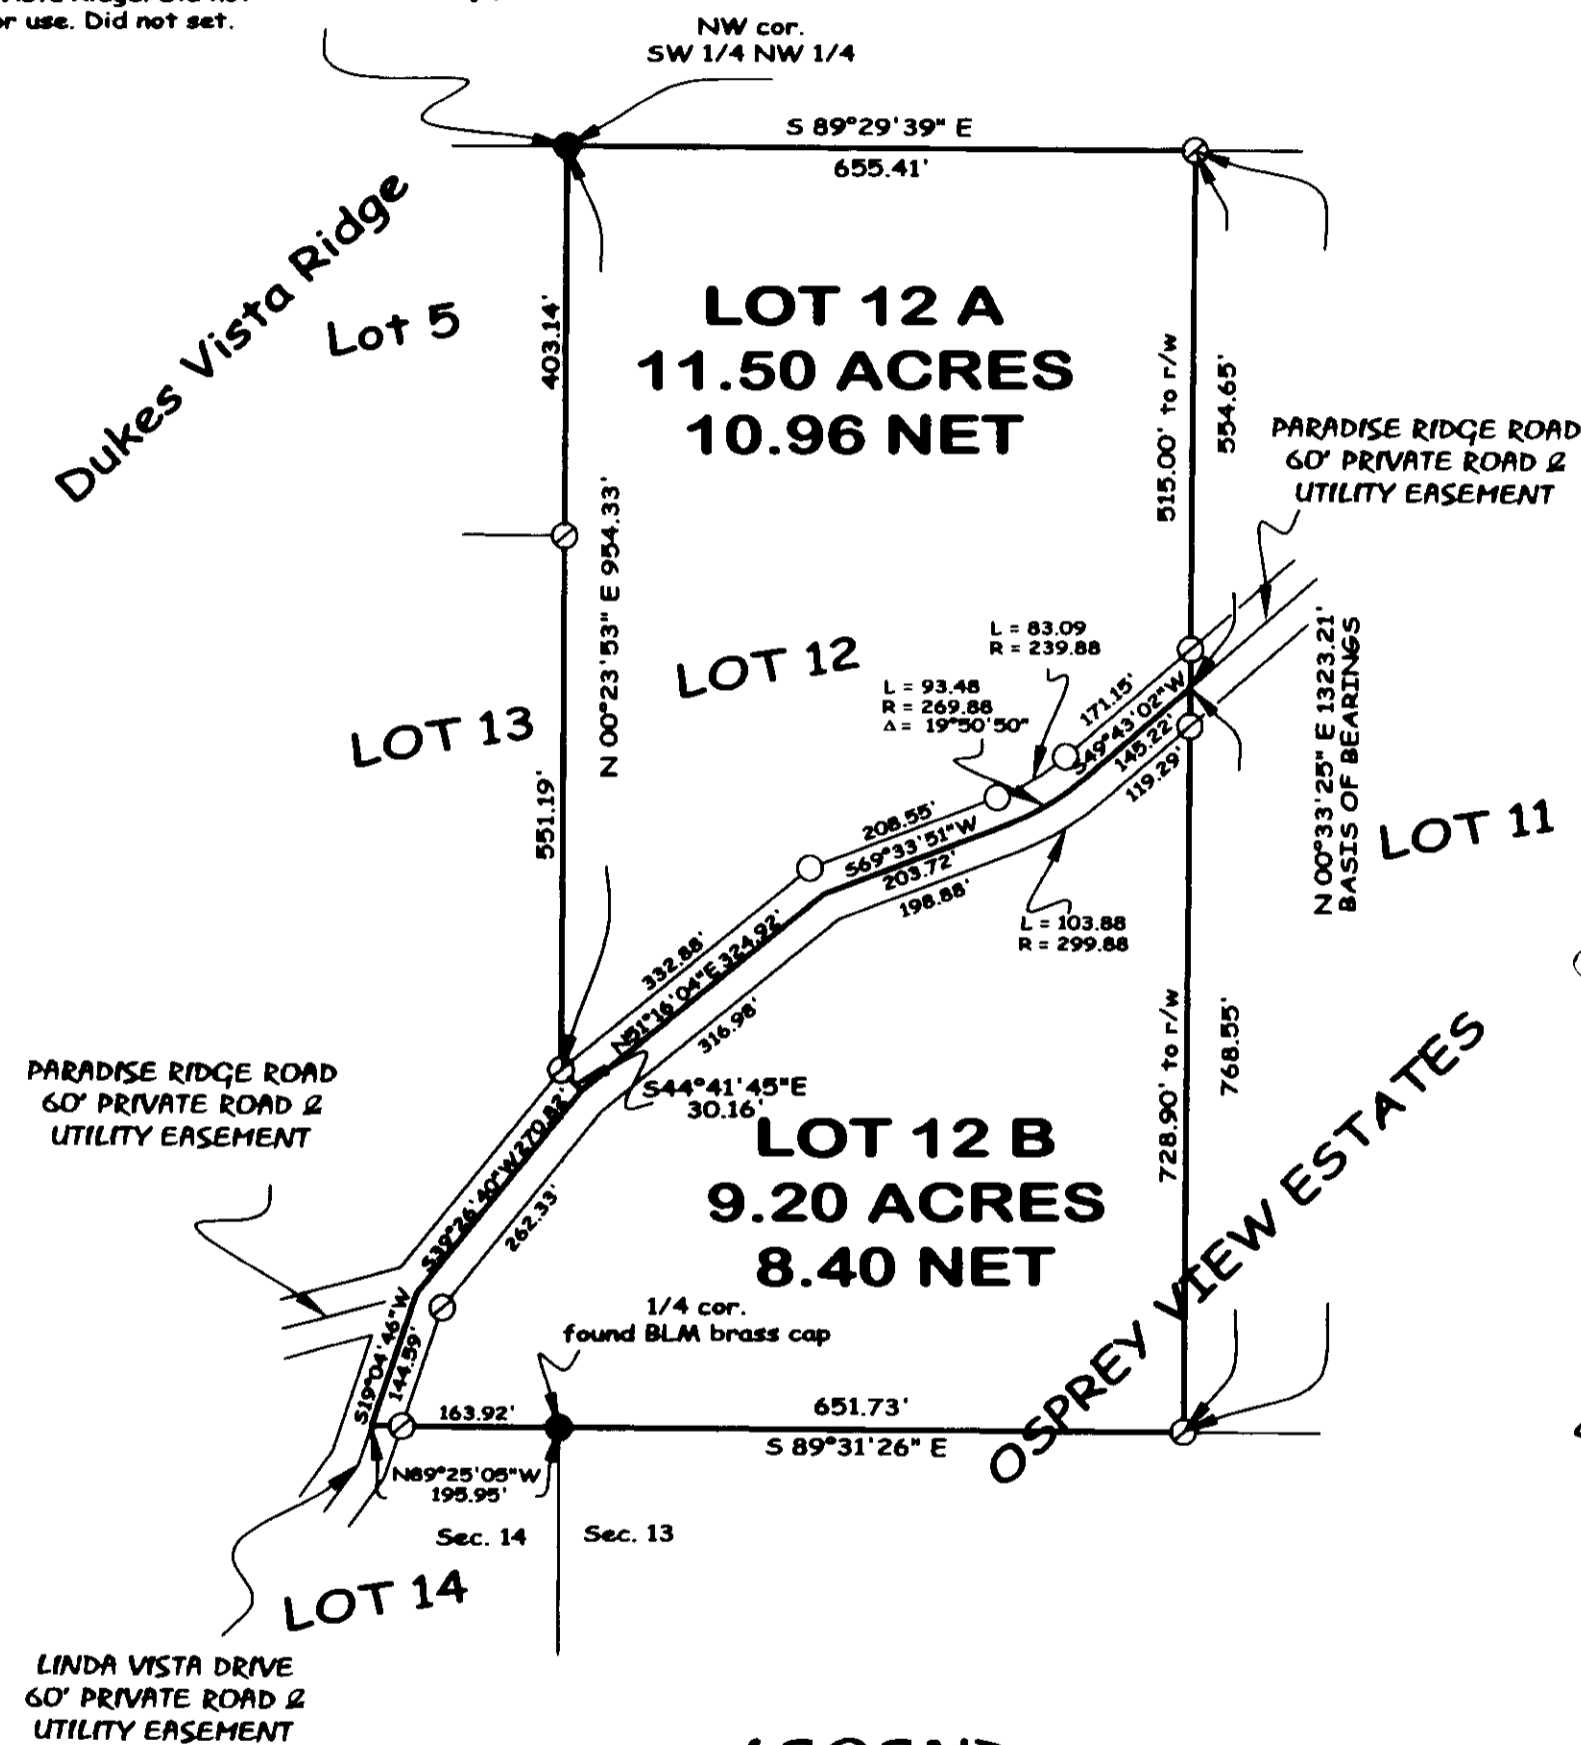 or use. Did not set.
NW cor.
SW 1/4 NW 1/4
S 89°29'39" E
655.41'
Dukes Vista Ridge
Lot 5
403.14'
LOT 12 A
11.50 ACRES
10.96 NET
515.00' to r/w
554.65'
PARADISE RIDGE ROAD
60' PRIVATE ROAD &
UTILITY EASEMENT
N 00°23'53" E 954.33'
LOT 12
LOT 13
L = 83.09
R = 239.88
L = 93.48
R = 269.88
Δ = 19°50'50"
171.15'
S49°43'02"W
145.22'
119.29'
N 00°33'25" E 1323.21'
BASIS OF BEARINGS
LOT 11
551.19'
208.55'
S69°33'51"W
203.72'
198.88'
L = 103.88
R = 299.88
332.88'
N51°16'04"E 324.92'
316.98'
S44°41'45"E
30.16'
728.90' to r/w
768.55'
PARADISE RIDGE ROAD
60' PRIVATE ROAD &
UTILITY EASEMENT
LOT 12 B
9.20 ACRES
8.40 NET
S39°26'40"W 270.82'
262.33'
OSPREY VIEW ESTATES
1/4 cor.
found BLM brass cap
S19°04'46"W
144.59'
163.92'
651.73'
S 89°31'26" E
N89°25'05"W
195.95'
Sec. 14
Sec. 13
LOT 14
LINDA VISTA DRIVE
60' PRIVATE ROAD &
UTILITY EASEMENT